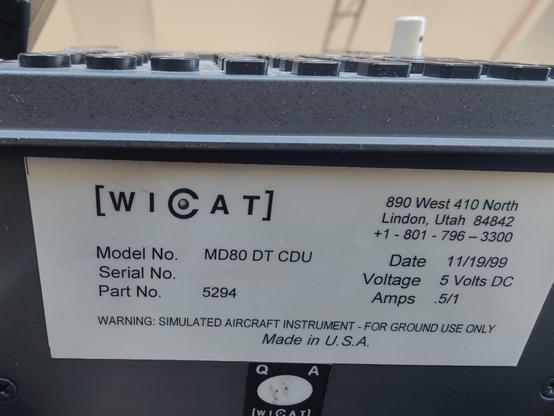 [WICAT]
890 West 410 North
Lindon, Utah 84842
+1 - 801 - 796 – 3300
Model No. MD80 DT CDU
Serial No.
Part No. 5294
Date 11/19/99
Voltage 5 Volts DC
Amps .5/1
WARNING: SIMULATED AIRCRAFT INSTRUMENT - FOR GROUND USE ONLY
Made in U.S.A.
Q A
[WICAT]